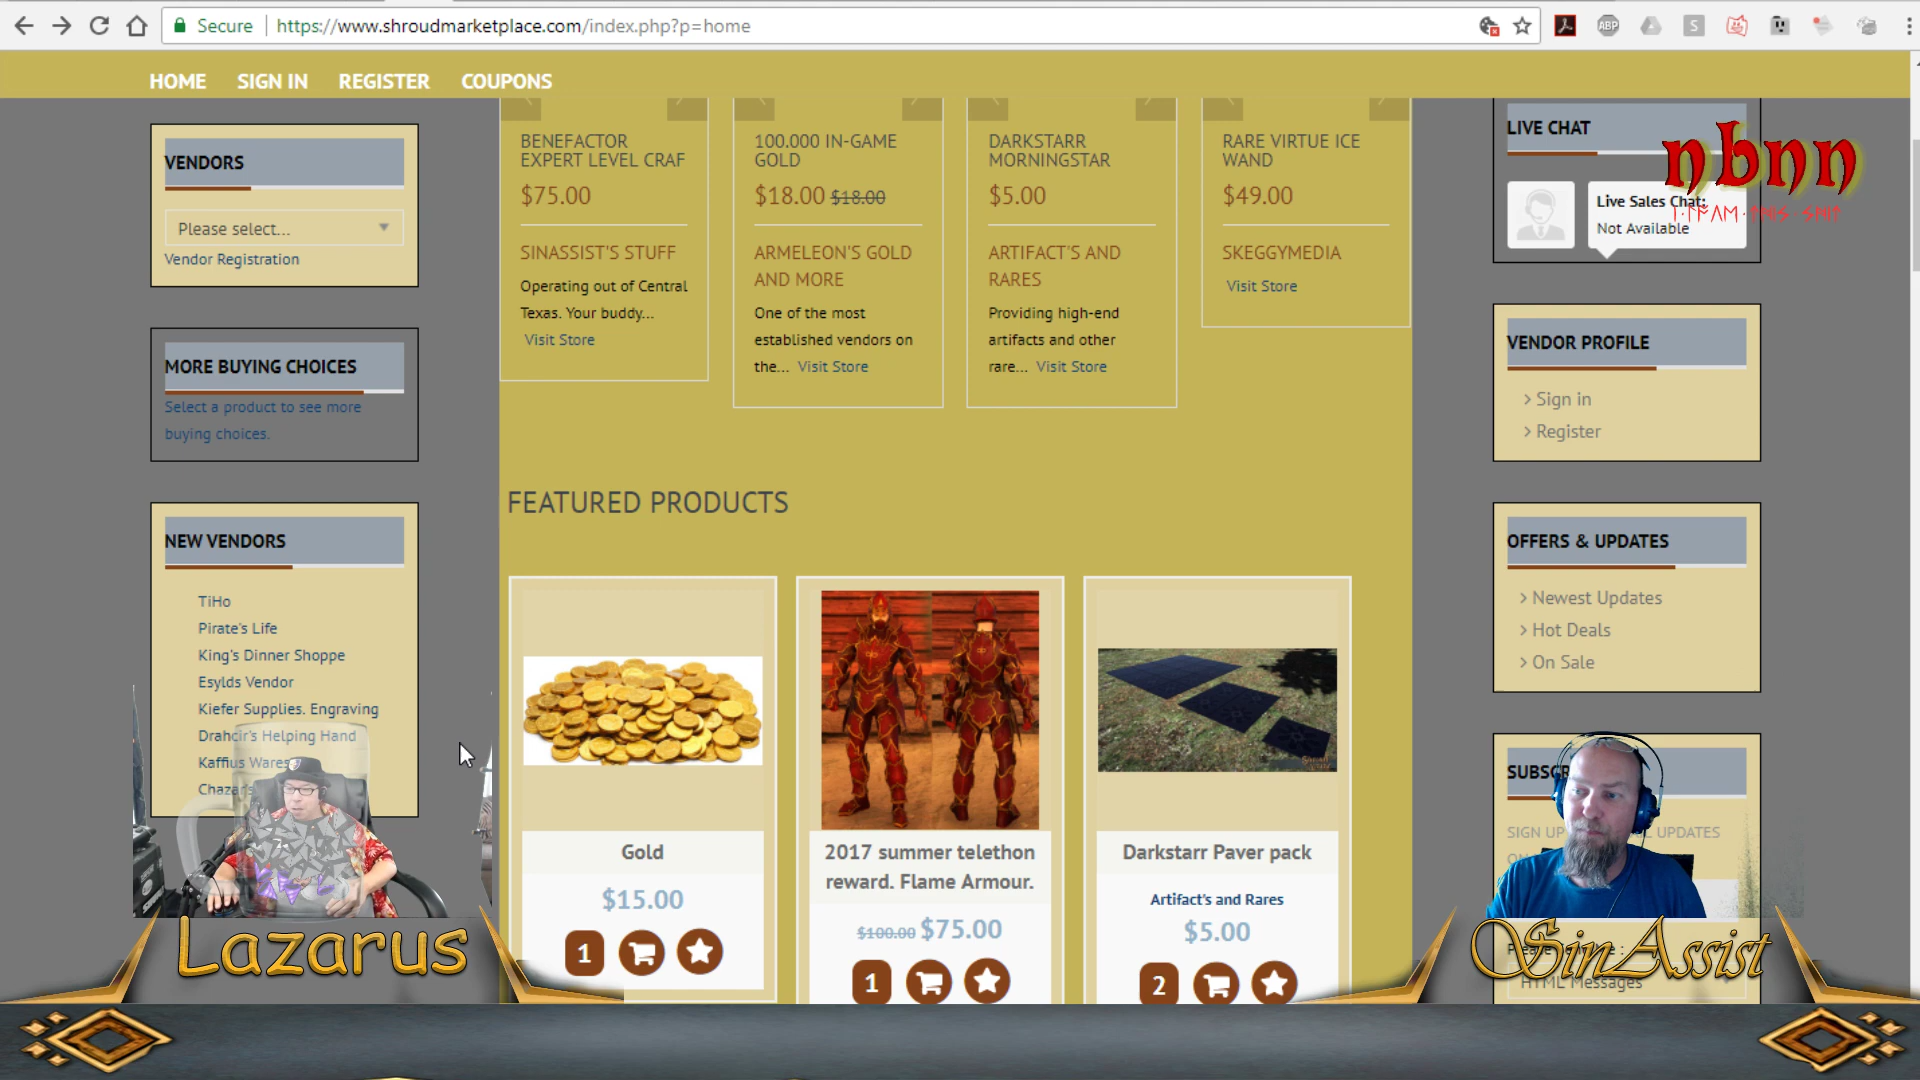 Secure
https://www.shroudmarketplace.com/index.php?p=home
ABP
S
HOME
SIGN IN
REGISTER
COUPONS
VENDORS
Please select...
Vendor Registration
MORE BUYING CHOICES
Select a product to see more
buying choices.
NEW VENDORS
TiHo
Pirate's Life
King's Dinner Shoppe
Esylds Vendor
Kiefer Supplies. Engraving
Drahcir's Helping Hand
Kaffius Wares
BENEFACTOR
EXPERT LEVEL CRAF
$75.00
SINASSIST'S STUFF
Operating out of Central
Texas. Your buddy...
Visit Store
100.000 IN-GAME
GOLD
$18.00 $18.00
ARMELEON'S GOLD
AND MORE
One of the most
established vendors on
the... Visit Store
DARKSTARR
MORNINGSTAR
$5.00
ARTIFACT'S AND
RARES
Providing high-end
artifacts and other
rare... Visit Store
RARE VIRTUE ICE
WAND
$49.00
SKEGGYMEDIA
Visit Store
FEATURED PRODUCTS
Gold
$15.00
1
2017 summer telethon
reward. Flame Armour.
$100.00 $75.00
1
Darkstarr Paver pack
Artifact's and Rares
$5.00
2
LIVE CHAT
nbnn
Live Sales Chat:
Not Available
VENDOR PROFILE
> Sign in
> Register
OFFERS & UPDATES
> Newest Updates
> Hot Deals
> On Sale
SIGN UP
UPDATES
HTML Messages
Lazarus
SinAssist